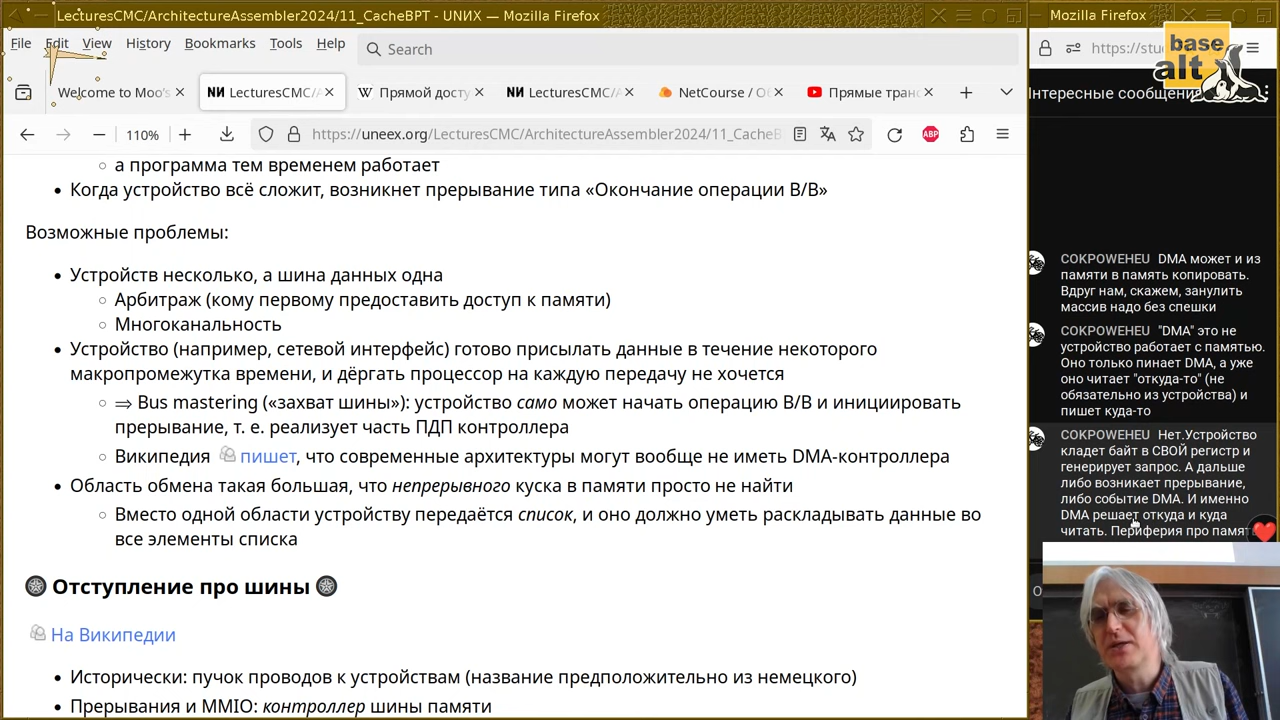 LecturesCMC/ArchitectureAssembler2024/11_CacheBPT - UNИX — Mozilla Firefox
Mozilla Firefox
File Edit View History Bookmarks Tools Help
Search
https://stu
base
alt
Welcome to Moo's
NИ LecturesCMC/A
W Прямой досту
NИ LecturesCMC/A
NetCourse / О
Прямые тран
Интересные сообщения
110%
https://uneex.org/LecturesCMC/ArchitectureAssembler2024/11_CacheB
ABP
а программа тем временем работает
Когда устройство всё сложит, возникнет прерывание типа «Окончание операции В/В»
Возможные проблемы:
Устройств несколько, а шина данных одна
Арбитраж (кому первому предоставить доступ к памяти)
Многоканальность
Устройство (например, сетевой интерфейс) готово присылать данные в течение некоторого
макропромежутка времени, и дёргать процессор на каждую передачу не хочется
⇒ Bus mastering («захват шины»): устройство само может начать операцию В/В и инициировать
прерывание, т. е. реализует часть ПДП контроллера
Википедия пишет, что современные архитектуры могут вообще не иметь DMA-контроллера
Область обмена такая большая, что непрерывного куска в памяти просто не найти
Вместо одной области устройству передаётся список, и оно должно уметь раскладывать данные во
все элементы списка
Отступление про шины
На Википедии
Исторически: пучок проводов к устройствам (название предположительно из немецкого)
Прерывания и MMIO: контроллер шины памяти
COKPOWEHEU DMA может и из
памяти в память копировать.
Вдруг нам, скажем, занулить
массив надо без спешки
COKPOWEHEU "DMA" это не
устройство работает с памятью.
Оно только пинает DMA, а уже
оно читает "откуда-то" (не
обязательно из устройства) и
пишет куда-то
COKPOWEHEU Нет.Устройство
кладет байт в СВОЙ регистр и
генерирует запрос. А дальше
либо возникает прерывание,
либо событие DMA. И именно
DMA решает откуда и куда
читать. Периферия про памят